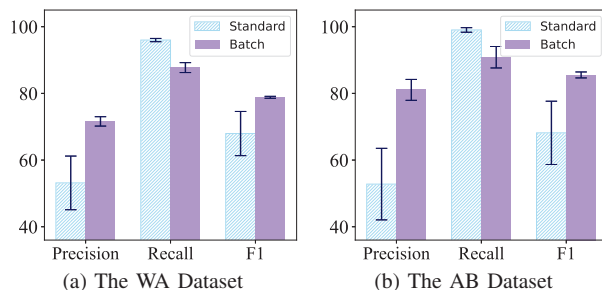 100
80
60
40
Standard
Batch
Precision Recall F1
(a) The WA Dataset
100
80
60
40
Standard
Batch
Precision Recall F1
(b) The AB Dataset